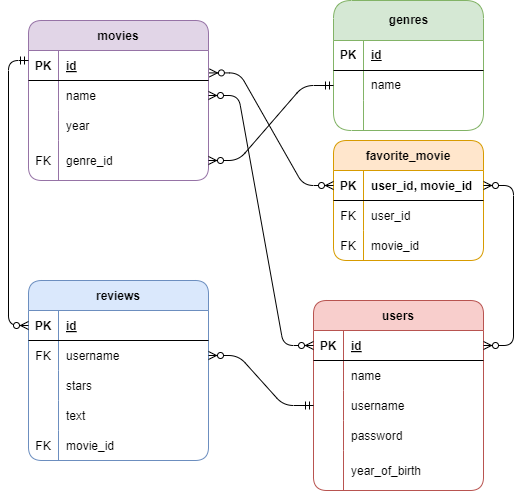 movies
PK id
name
year
FK genre_id
genres
PK id
name
favorite_movie
PK user_id, movie_id
FK user_id
FK movie_id
reviews
PK id
FK username
stars
text
FK movie_id
users
PK id
name
username
password
year_of_birth